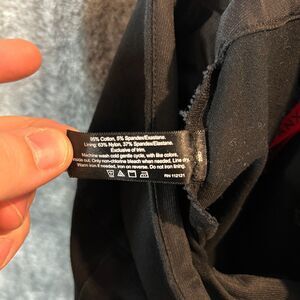 95% Cotton, 5% Spandex/Elastane.
Lining: 63% Nylon, 37% Spandex/Elastane.
Exclusive of trim.
Machine wash cold gentle cycle, with like colors,
inside out. Only non-chlorine bleach when needed. Line dry.
Warm iron if needed, iron on reverse. Do not iron lining.
RN 112121